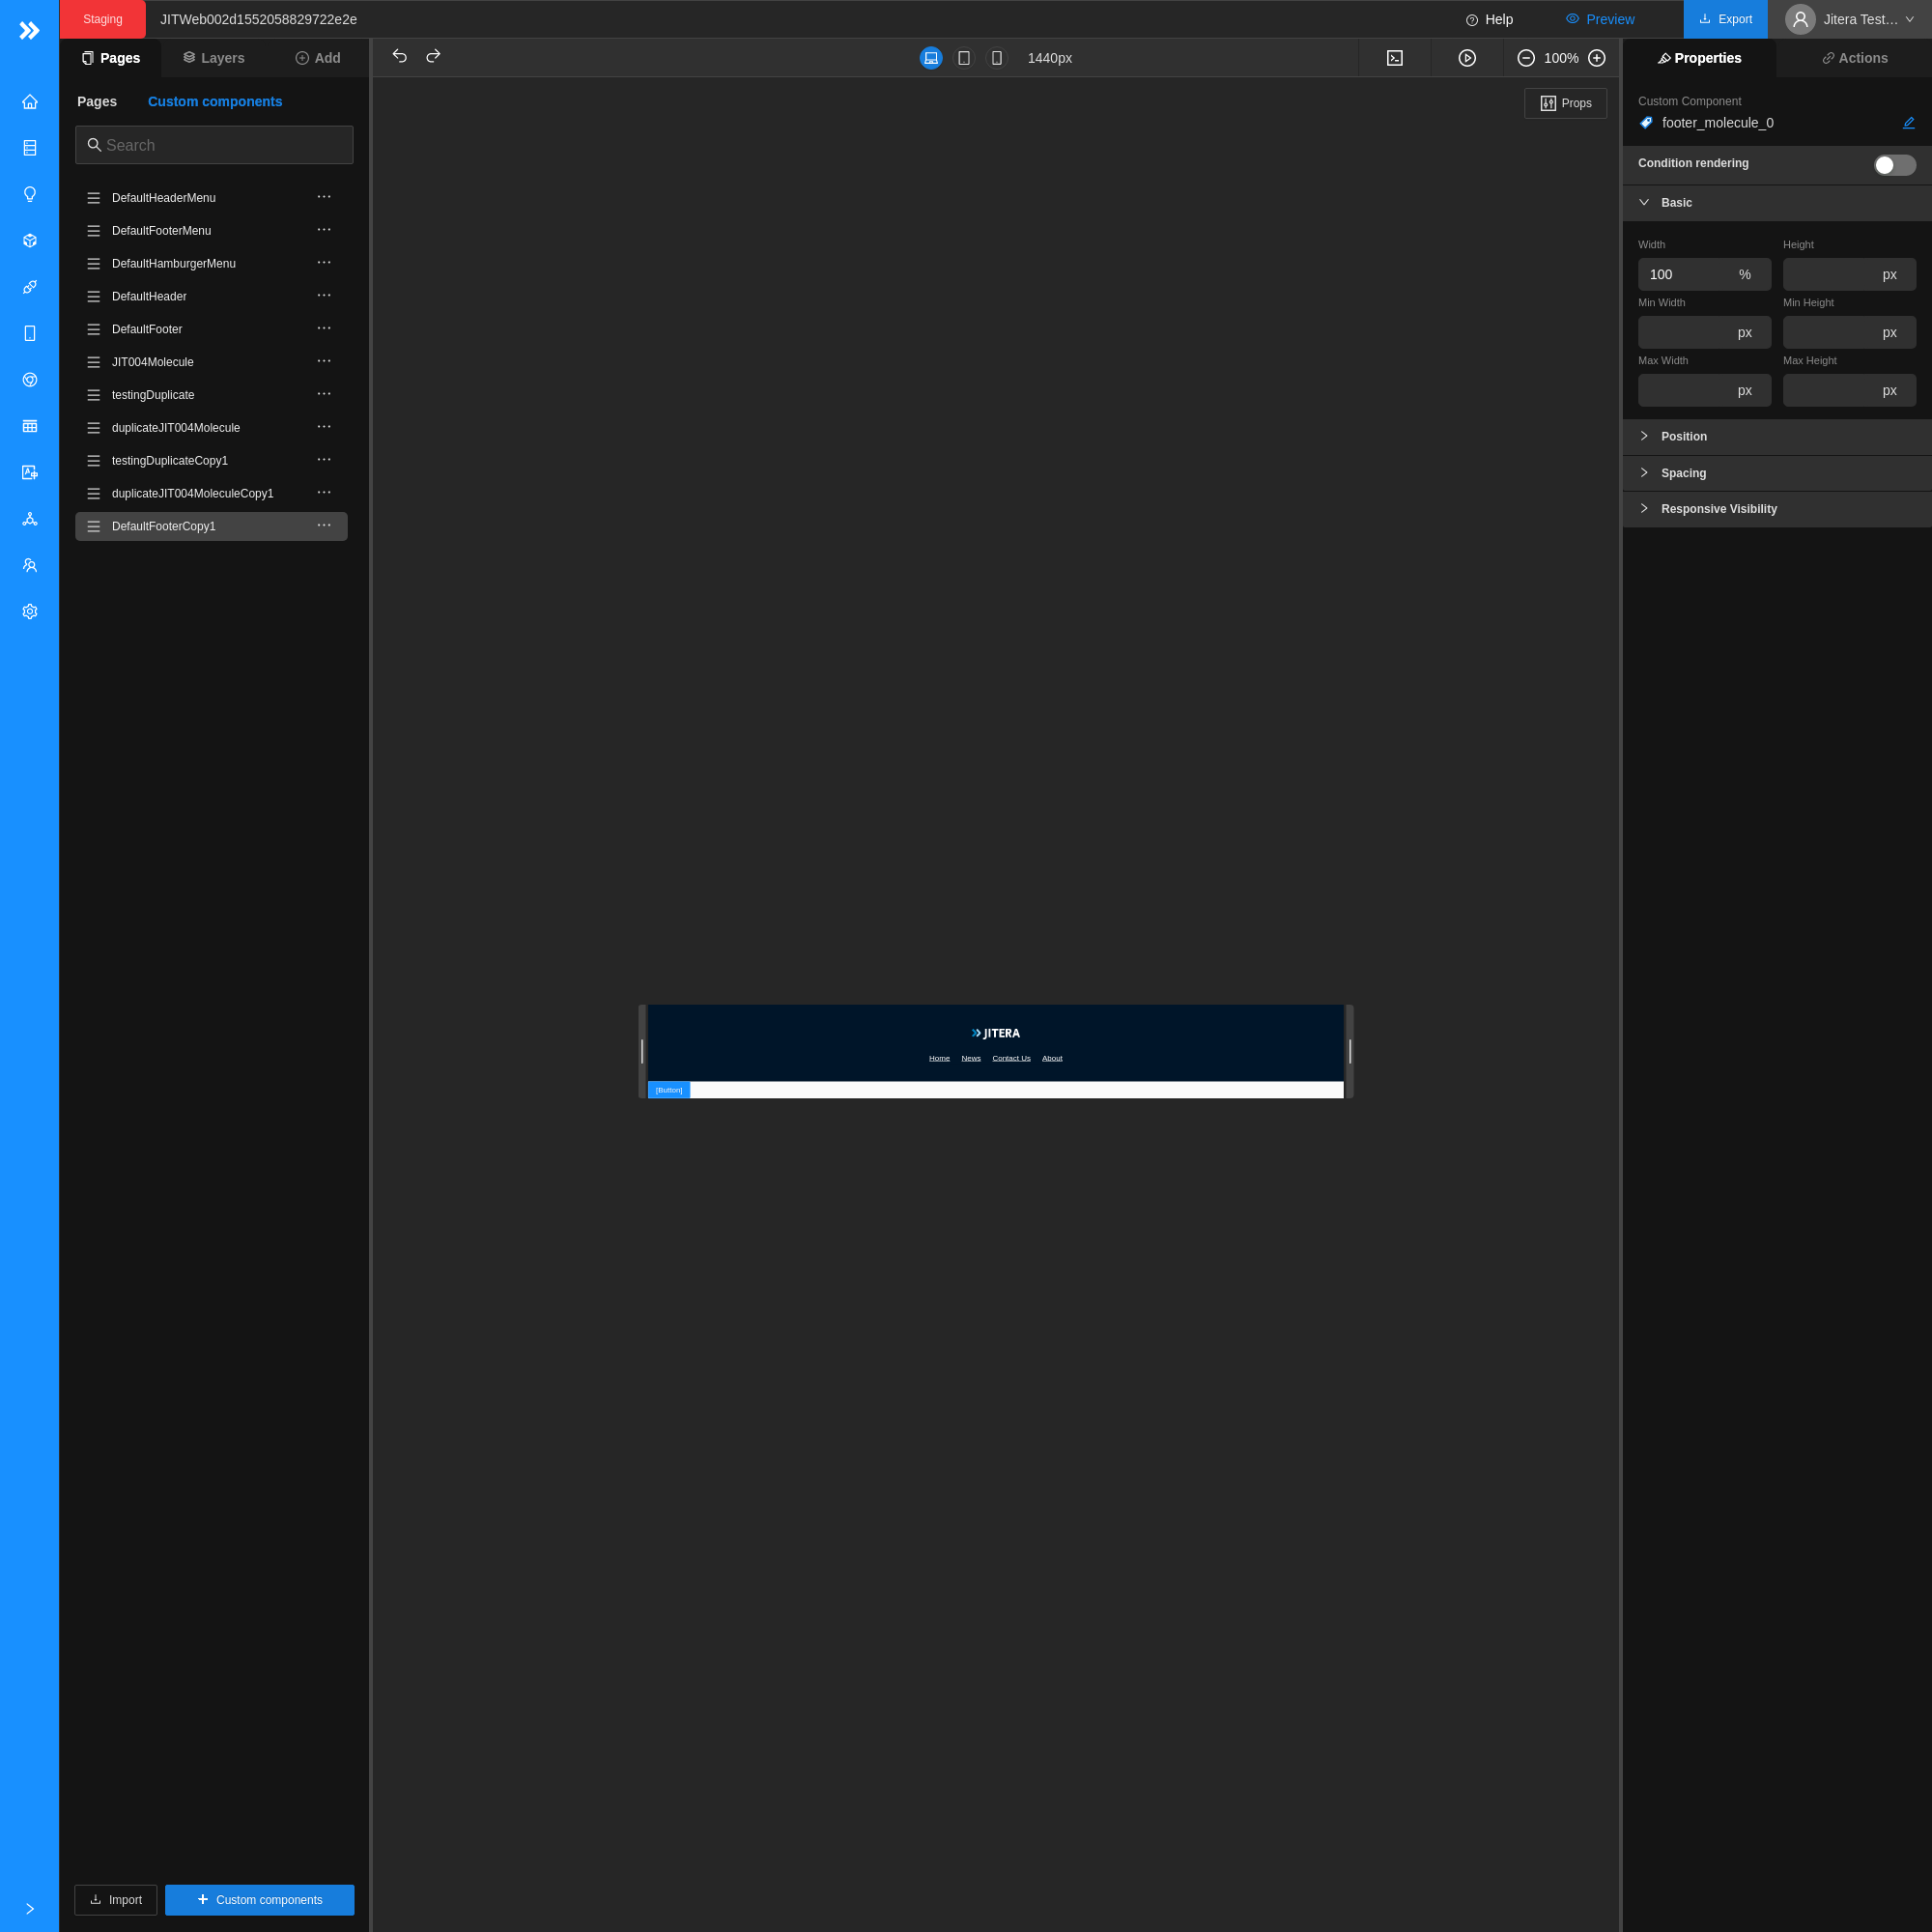 Staging
JITWeb002d1552058829722e2e
Help
Preview
Export
Jitera Test...
Pages
Layers
Add
1440px
100%
Properties
Actions
Pages
Custom components
Search
DefaultHeaderMenu
DefaultFooterMenu
DefaultHamburgerMenu
DefaultHeader
DefaultFooter
JIT004Molecule
testingDuplicate
duplicateJIT004Molecule
testingDuplicateCopy1
duplicateJIT004MoleculeCopy1
DefaultFooterCopy1
Import
Custom components
Props
JITERA
Home News Contact Us About
[Button]
Custom Component
footer_molecule_0
Condition rendering
Basic
Width Height
100 % px
Min Width Min Height
px px
Max Width Max Height
px px
Position
Spacing
Responsive Visibility